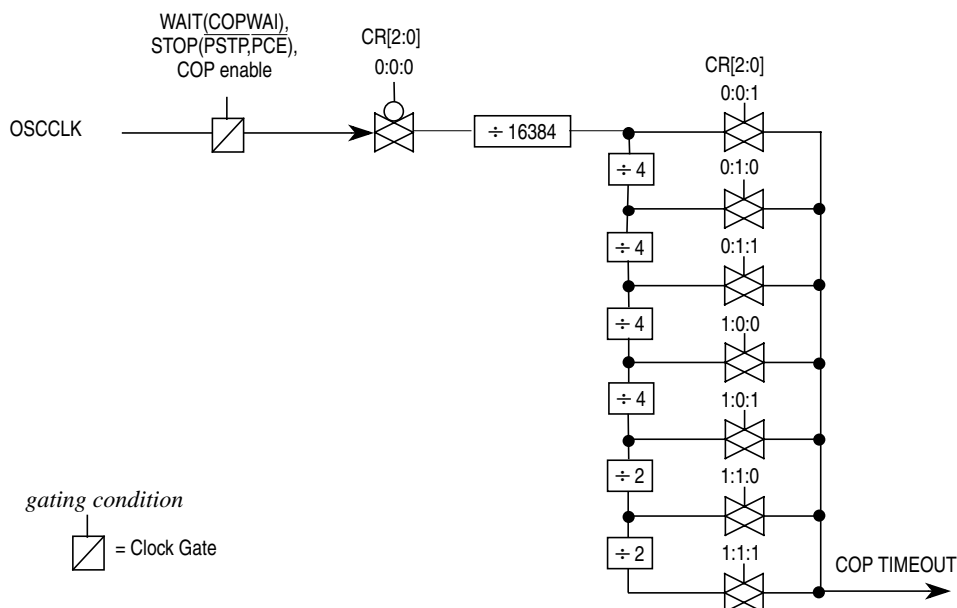 WAIT(COPWAI),
STOP(PSTP,PCE),
COP enable
CR[2:0]
0:0:0
CR[2:0]
0:0:1
OSCCLK
÷ 16384
÷ 4
0:1:0
÷ 4
0:1:1
÷ 4
1:0:0
÷ 4
1:0:1
÷ 2
1:1:0
÷ 2
1:1:1
gating condition
= Clock Gate
COP TIMEOUT